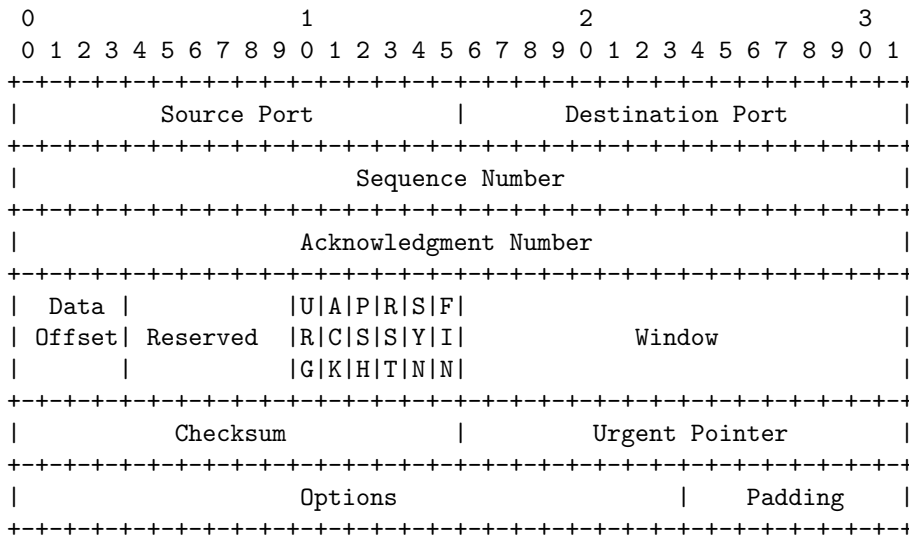 0                   1                   2                   3
 0 1 2 3 4 5 6 7 8 9 0 1 2 3 4 5 6 7 8 9 0 1 2 3 4 5 6 7 8 9 0 1
+-+-+-+-+-+-+-+-+-+-+-+-+-+-+-+-+-+-+-+-+-+-+-+-+-+-+-+-+-+-+-+-+
|          Source Port          |       Destination Port        |
+-+-+-+-+-+-+-+-+-+-+-+-+-+-+-+-+-+-+-+-+-+-+-+-+-+-+-+-+-+-+-+-+
|                        Sequence Number                        |
+-+-+-+-+-+-+-+-+-+-+-+-+-+-+-+-+-+-+-+-+-+-+-+-+-+-+-+-+-+-+-+-+
|                    Acknowledgment Number                      |
+-+-+-+-+-+-+-+-+-+-+-+-+-+-+-+-+-+-+-+-+-+-+-+-+-+-+-+-+-+-+-+-+
|  Data |           |U|A|P|R|S|F|                               |
| Offset| Reserved  |R|C|S|S|Y|I|            Window             |
|       |           |G|K|H|T|N|N|                               |
+-+-+-+-+-+-+-+-+-+-+-+-+-+-+-+-+-+-+-+-+-+-+-+-+-+-+-+-+-+-+-+-+
|           Checksum            |         Urgent Pointer        |
+-+-+-+-+-+-+-+-+-+-+-+-+-+-+-+-+-+-+-+-+-+-+-+-+-+-+-+-+-+-+-+-+
|                    Options                    |    Padding    |
+-+-+-+-+-+-+-+-+-+-+-+-+-+-+-+-+-+-+-+-+-+-+-+-+-+-+-+-+-+-+-+-+